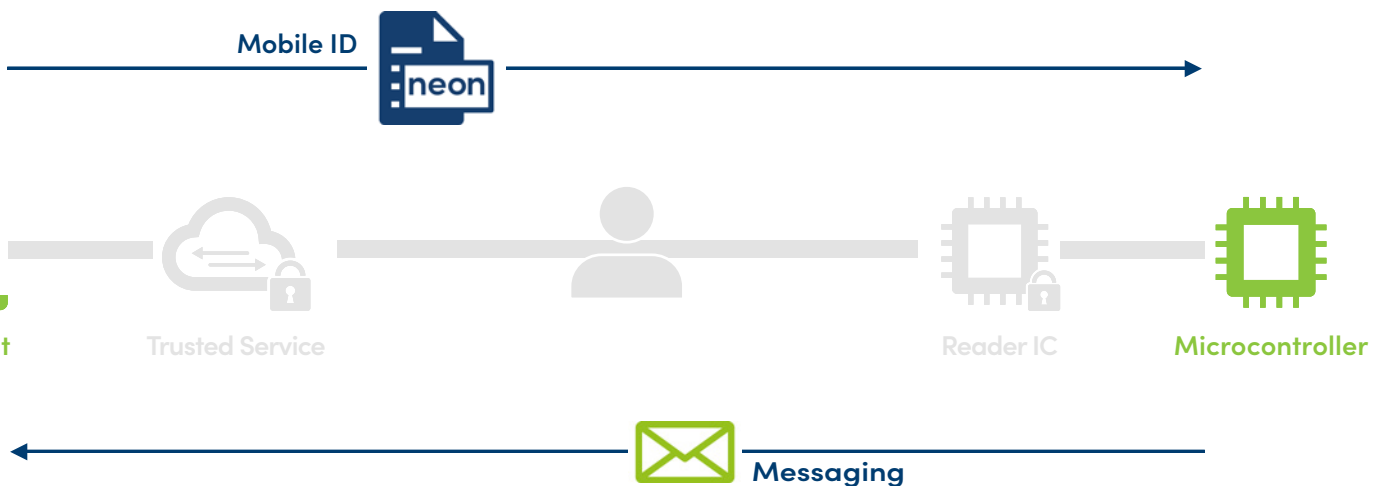 Mobile ID
neon
t
Trusted Service
Reader IC
Microcontroller
Messaging